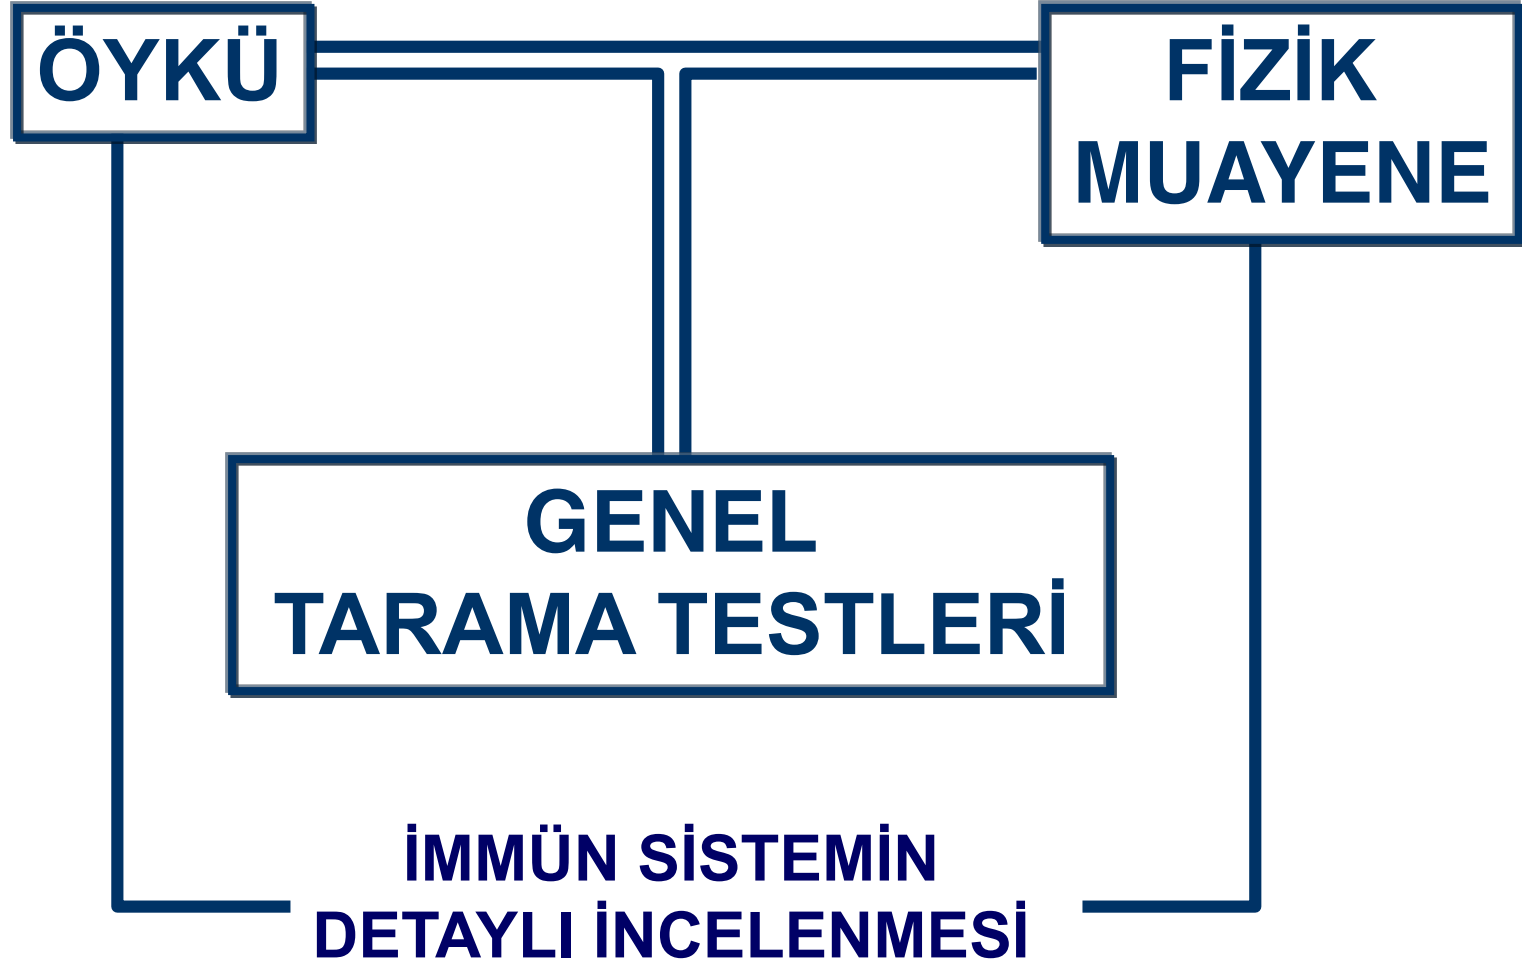 ÖYKÜ
FİZİK
MUAYENE
GENEL
TARAMA TESTLERİ
İMMÜN SİSTEMİN
DETAYLI İNCELENMESİ